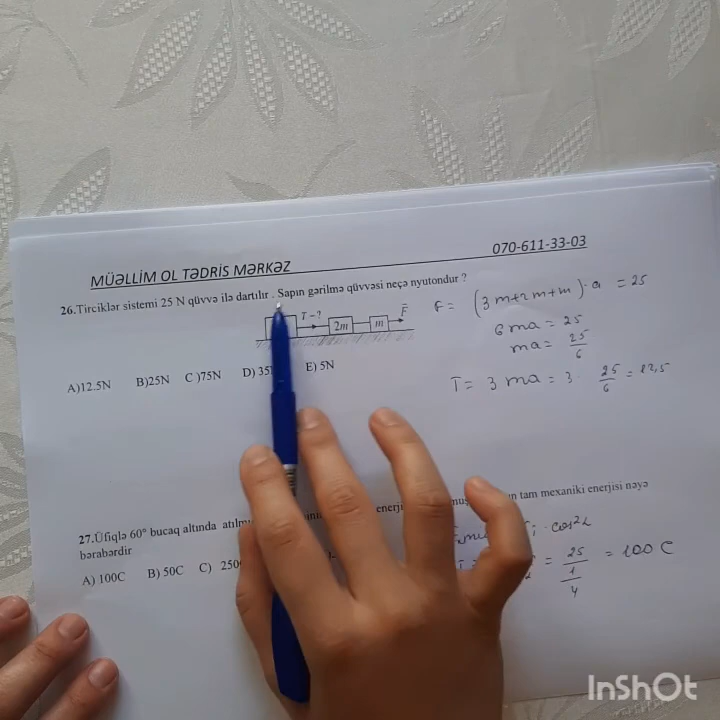 MÜƏLLİM OL TƏDRİS MƏRKƏZ
070-611-33-03
26.Tirciklər sistemi 25 N qüvvə ilə dartılır . Sapın gərilmə qüvvəsi neçə nyutondur ?
T-?
2m
m
F
A)12.5N B)25N C )75N D) 35 E) 5N
F= (3m+2m+m)·a = 25
6ma = 25
ma = 25/6
T= 3 ma = 3· 25/6 = 12,5
27.Üfiqlə 60° bucaq altında tam mexaniki enerjisi nəyə
bərabərdir
A) 100C B) 50C C)
cos²α
= 25 / 1/4 = 100 C
InShOt